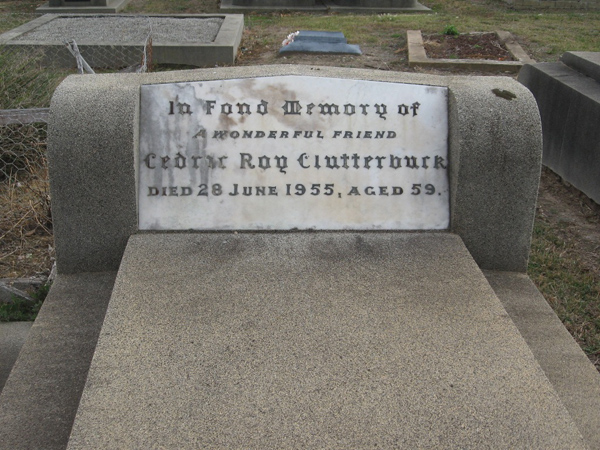 In Fond Memory of
A WONDERFUL FRIEND
Cedric Roy Clutterbuck
DIED 28 JUNE 1955, AGED 59.